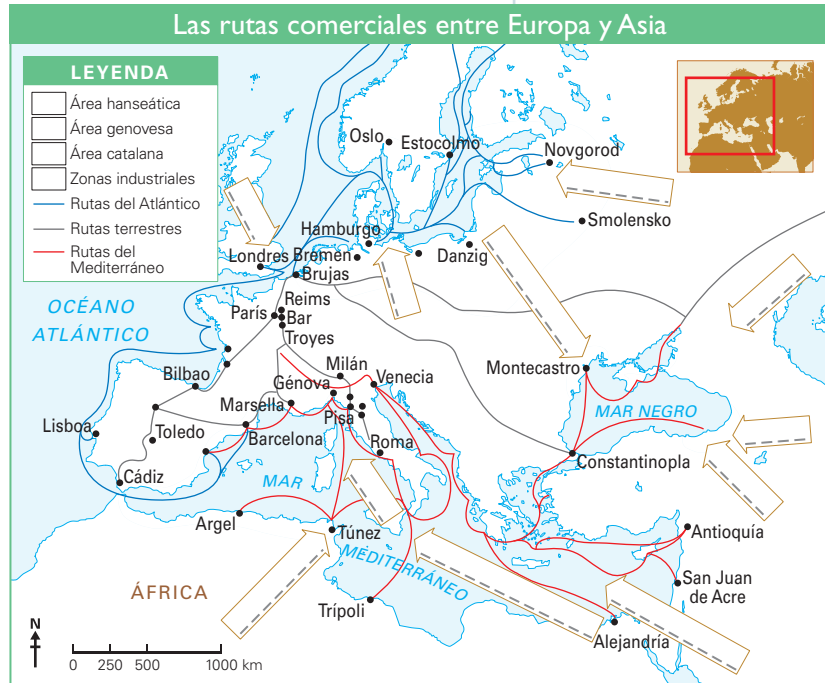 Las rutas comerciales entre Europa y Asia
LEYENDA
Área hanseática
Área genovesa
Área catalana
Zonas industriales
Rutas del Atlántico
Rutas terrestres
Rutas del
Mediterráneo
Oslo
Estocolmo
Novgorod
Smolensko
Hamburgo
Londres
Bremen
Danzig
Brujas
OCÉANO
ATLÁNTICO
Reims
París
Bar
Troyes
Milán
Montecastro
Bilbao
Génova
Venecia
Marsella
MAR NEGRO
Pisa
Lisboa
Toledo
Barcelona
Roma
Constantinopla
Cádiz
MAR
Argel
Túnez
Antioquía
MEDITERRÁNEO
San Juan
de Acre
ÁFRICA
Trípoli
Alejandría
N
0 250 500 1000 km